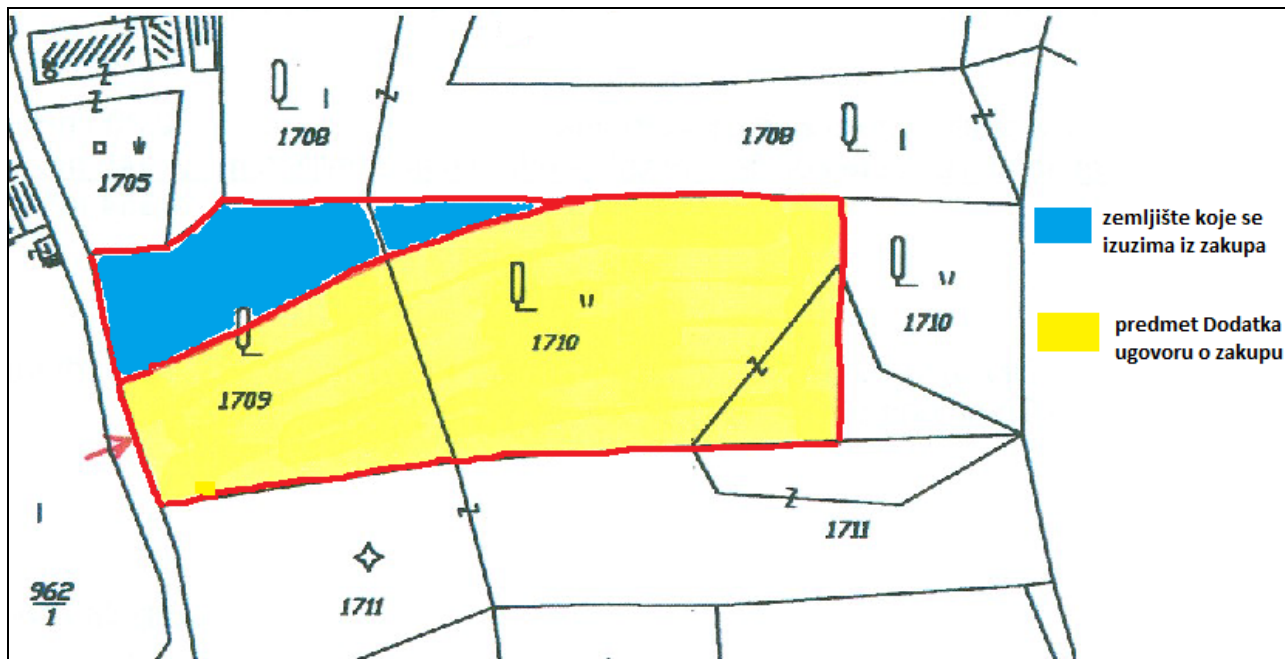 1708
1708
1705
zemljište koje se
izuzima iz zakupa
1710
1710
predmet Dodatka
ugovoru o zakupu
1709
1711
962
1
1711